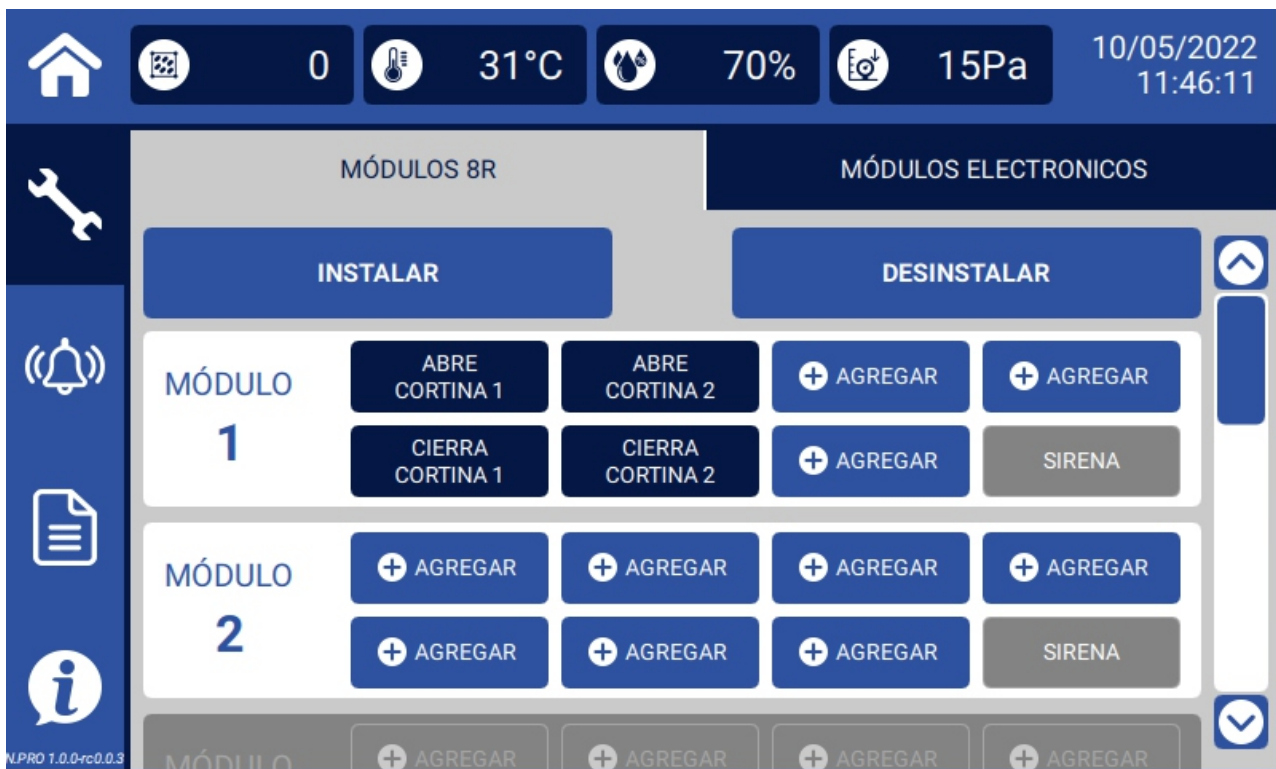 0
31°C
70%
15Pa
10/05/2022
11:46:11
MÓDULOS 8R
MÓDULOS ELECTRONICOS
INSTALAR
DESINSTALAR
MÓDULO
1
ABRE
CORTINA 1
ABRE
CORTINA 2
AGREGAR
AGREGAR
CIERRA
CORTINA 1
CIERRA
CORTINA 2
AGREGAR
SIRENA
MÓDULO
2
AGREGAR
AGREGAR
AGREGAR
AGREGAR
AGREGAR
AGREGAR
AGREGAR
SIRENA
MÓDULO
AGREGAR
AGREGAR
AGREGAR
AGREGAR
N.PRO 1.0.0-rc0.0.3